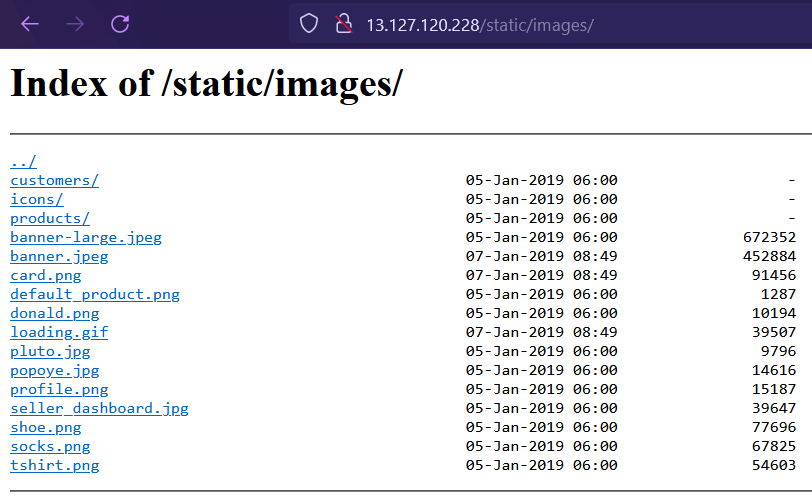 13.127.120.228/static/images/
Index of /static/images/
../
customers/ 05-Jan-2019 06:00 -
icons/ 05-Jan-2019 06:00 -
products/ 05-Jan-2019 06:00 -
banner-large.jpeg 05-Jan-2019 06:00 672352
banner.jpeg 07-Jan-2019 08:49 452884
card.png 07-Jan-2019 08:49 91456
default_product.png 05-Jan-2019 06:00 1287
donald.png 05-Jan-2019 06:00 10194
loading.gif 07-Jan-2019 08:49 39507
pluto.jpg 05-Jan-2019 06:00 9796
popoye.jpg 05-Jan-2019 06:00 14616
profile.png 05-Jan-2019 06:00 15187
seller_dashboard.jpg 05-Jan-2019 06:00 39647
shoe.png 05-Jan-2019 06:00 77696
socks.png 05-Jan-2019 06:00 67825
tshirt.png 05-Jan-2019 06:00 54603